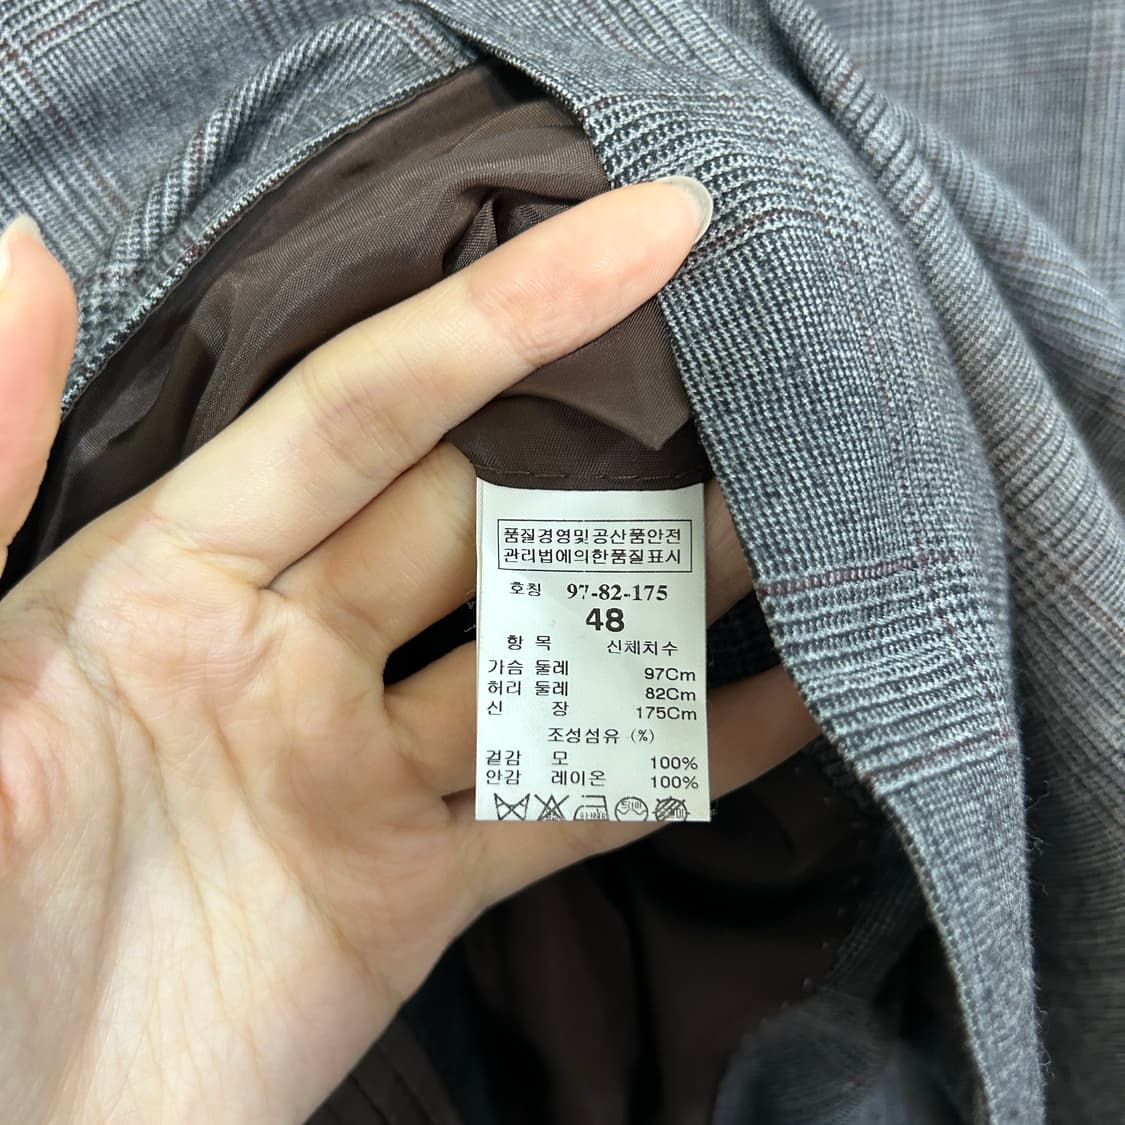 품질경영및공산품안전
관리법에의한품질표시
호칭 97-82-175
48
항 목 신체치수
가슴 둘레 97Cm
허리 둘레 82Cm
신 장 175Cm
조성섬유 (%)
겉감 모 100%
안감 레이온 100%